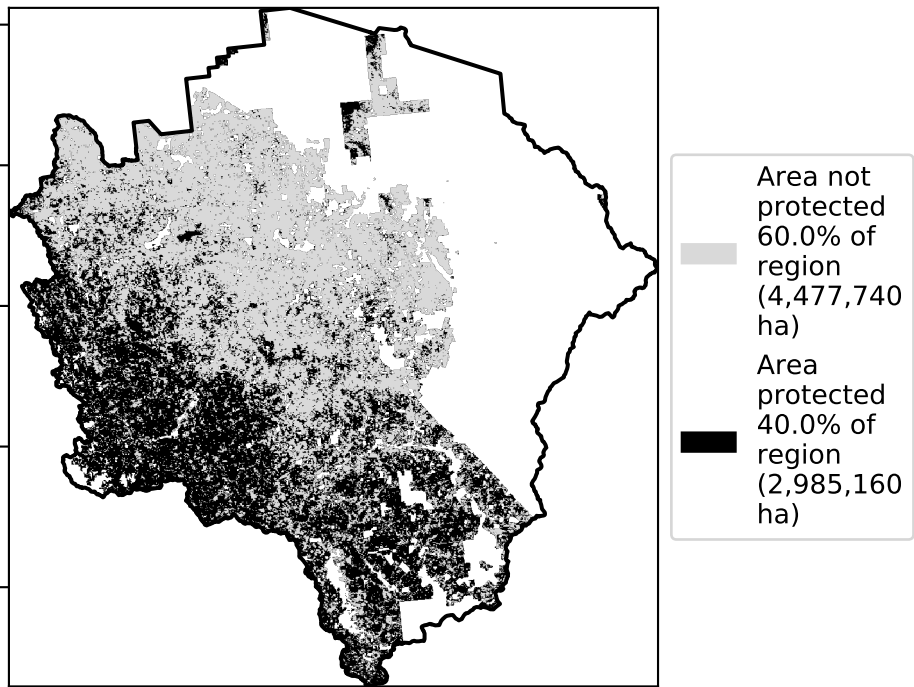 Area not
protected
60.0% of
region
(4,477,740
ha)
Area
protected
40.0% of
region
(2,985,160
ha)